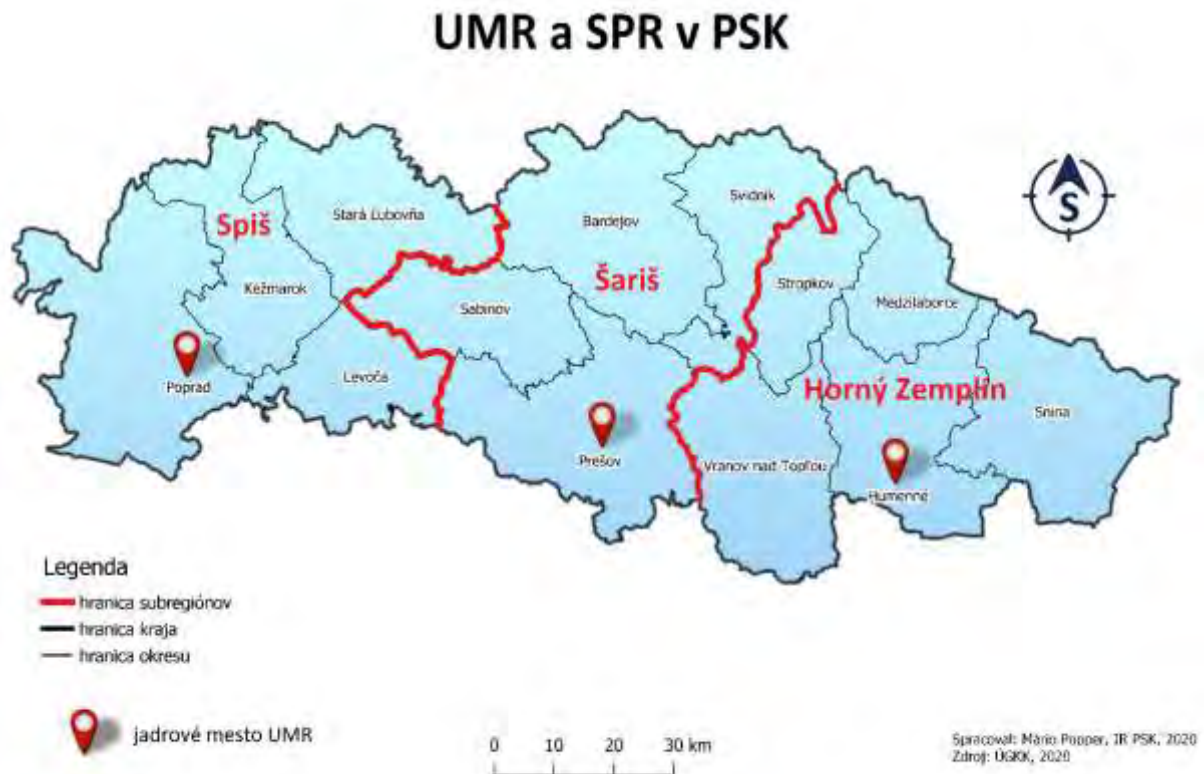 UMR a SPR v PSK
S
Svidník
Stará Ľubovňa
Bardejov
Spiš
Šariš
Stropkov
Kežmarok
Medzilaborce
Sabinov
Levoča
Poprad
Horný Zemplín
Snina
Prešov
Vranov nad Topľou
Humenné
Legenda
hranica subregiónov
hranica kraja
hranica okresu
jadrové mesto UMR
0 10 20 30 km
Spracoval: Mário Popper, IR PSK, 2020
Zdroj: ÚGKK, 2020